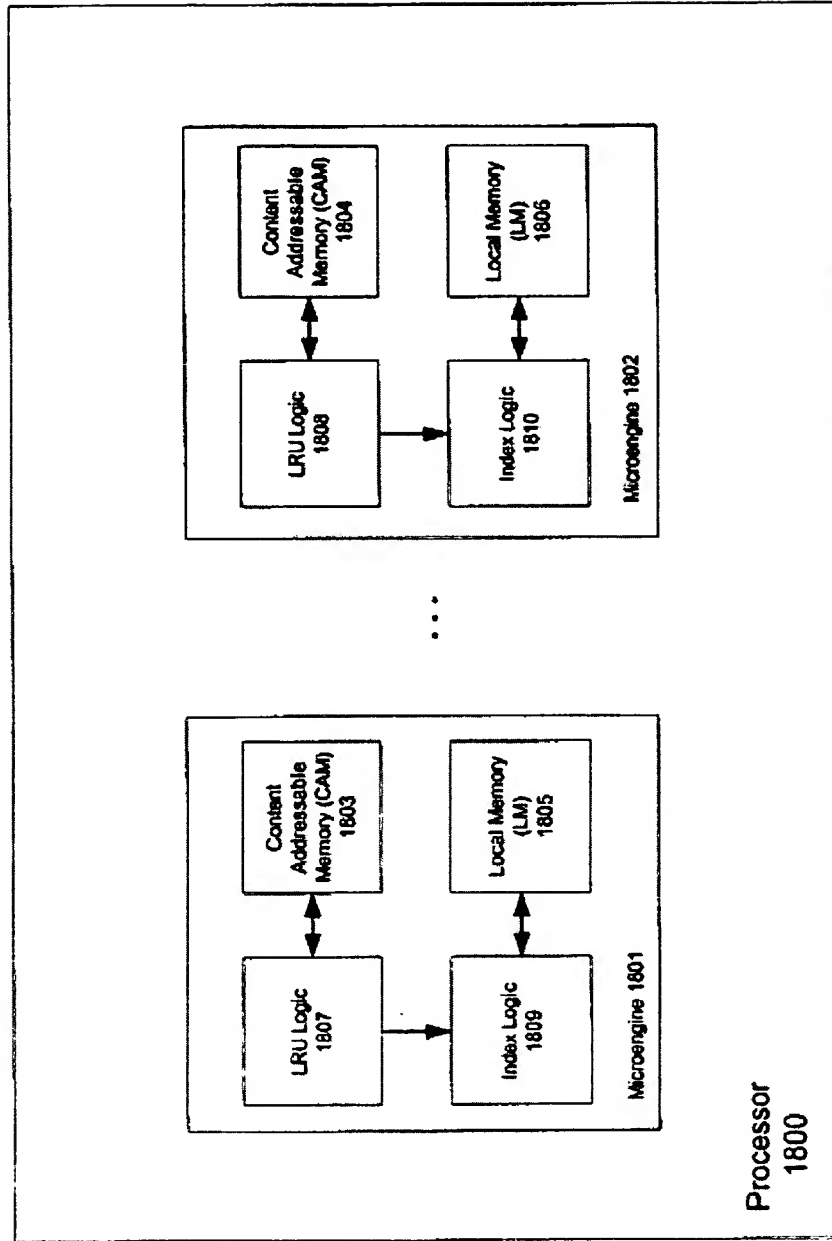 LRU Logic
1807
Content
Addressable
Memory (CAM)
1803
Index Logic
1809
Local Memory
(LM)
1805
Microengine 1801
...
LRU Logic
1808
Content
Addressable
Memory (CAM)
1804
Index Logic
1810
Local Memory
(LM)
1806
Microengine 1802
Processor
1800